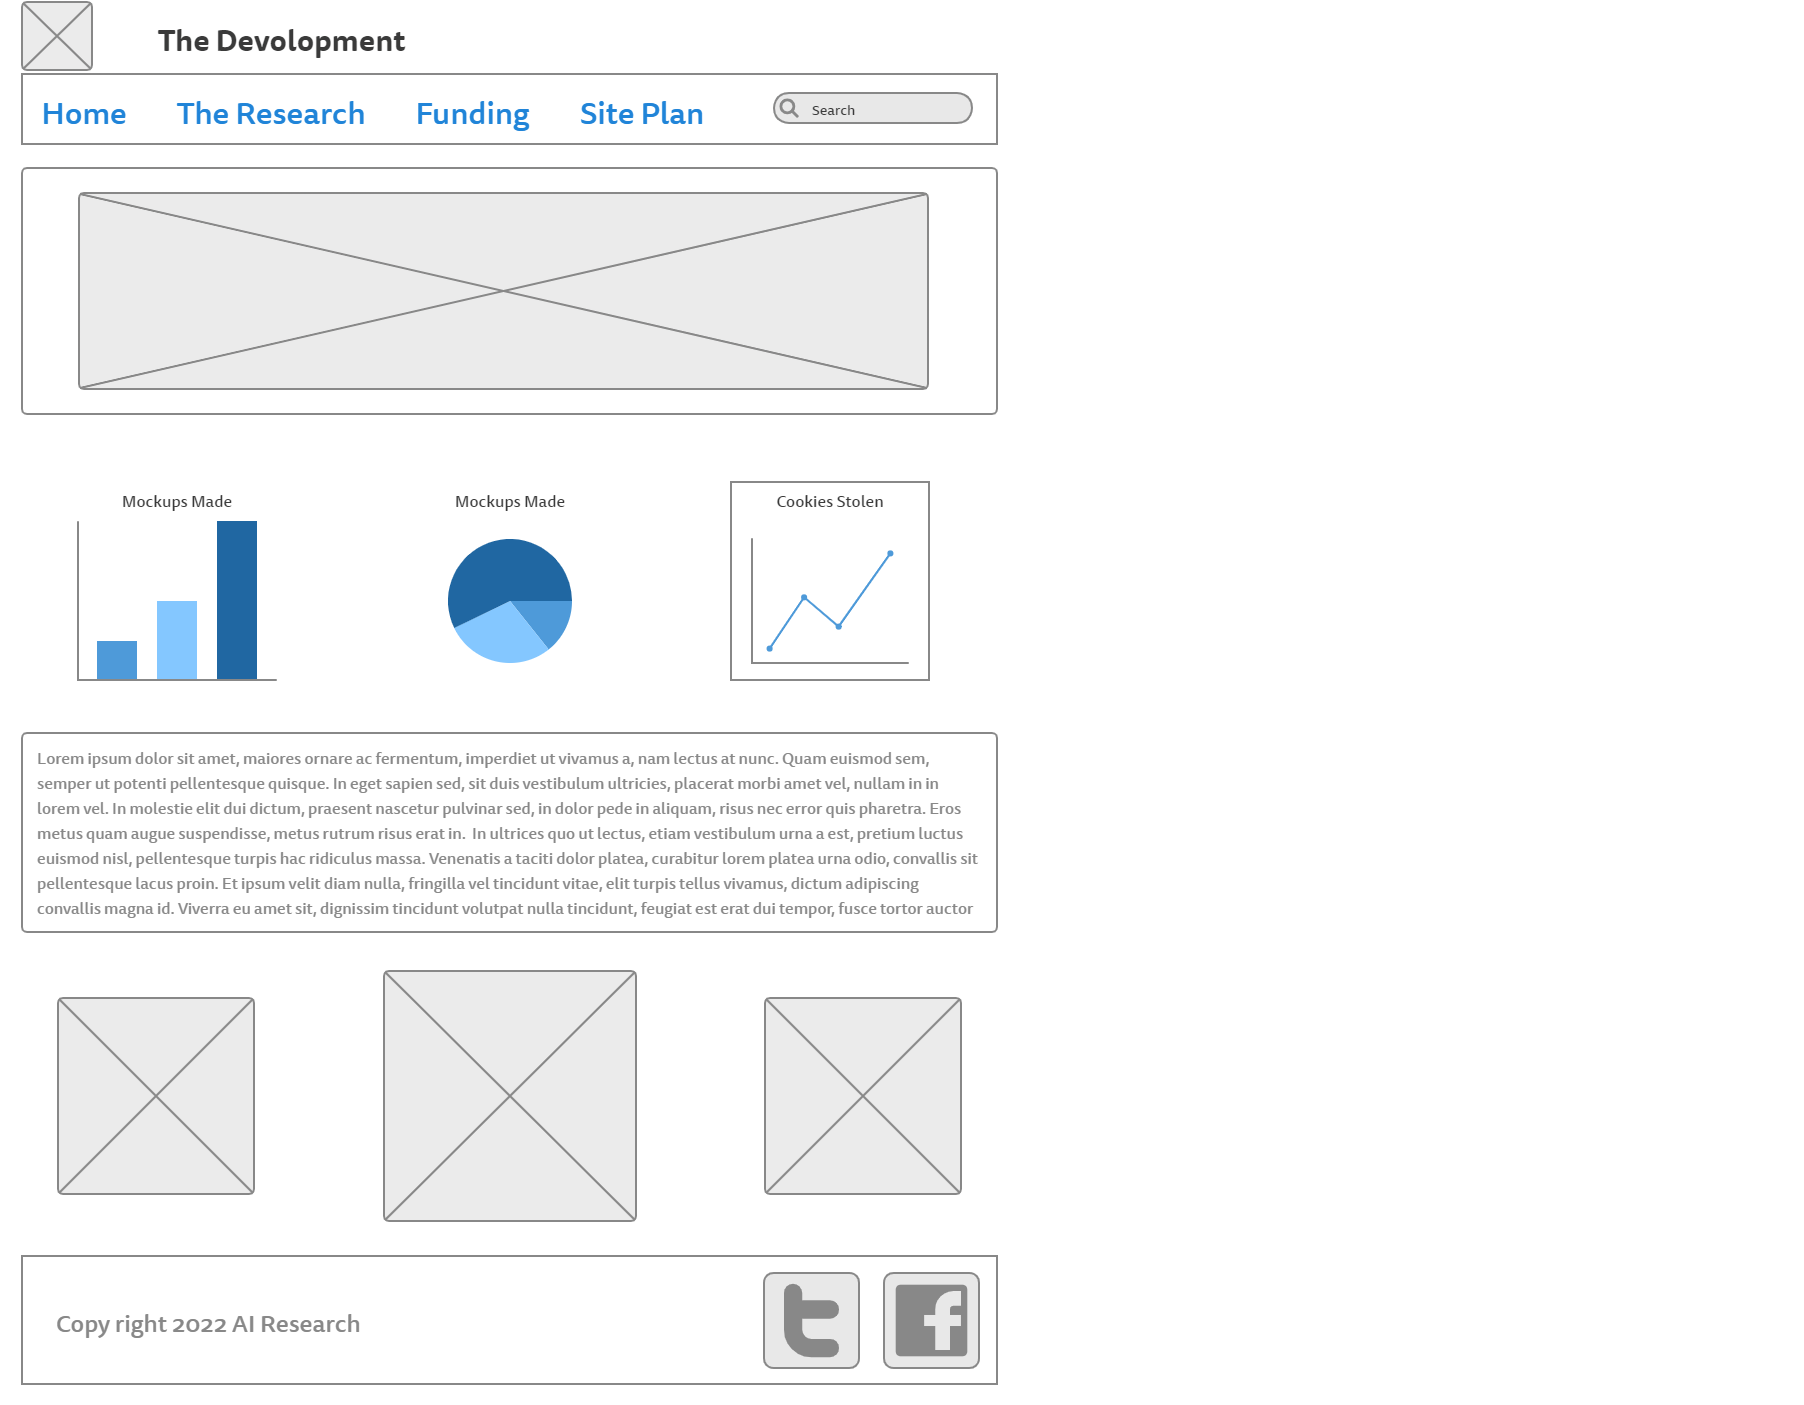 The Devolopment
Home The Research Funding Site Plan Search
Mockups Made Mockups Made Cookies Stolen
Lorem ipsum dolor sit amet, maiores ornare ac fermentum, imperdiet ut vivamus a, nam lectus at nunc. Quam euismod sem,
semper ut potenti pellentesque quisque. In eget sapien sed, sit duis vestibulum ultricies, placerat morbi amet vel, nullam in in
lorem vel. In molestie elit dui dictum, praesent nascetur pulvinar sed, in dolor pede in aliquam, risus nec error quis pharetra. Eros
metus quam augue suspendisse, metus rutrum risus erat in.  In ultrices quo ut lectus, etiam vestibulum urna a est, pretium luctus
euismod nisl, pellentesque turpis hac ridiculus massa. Venenatis a taciti dolor platea, curabitur lorem platea urna odio, convallis sit
pellentesque lacus proin. Et ipsum velit diam nulla, fringilla vel tincidunt vitae, elit turpis tellus vivamus, dictum adipiscing
convallis magna id. Viverra eu amet sit, dignissim tincidunt volutpat nulla tincidunt, feugiat est erat dui tempor, fusce tortor auctor
Copy right 2022 AI Research